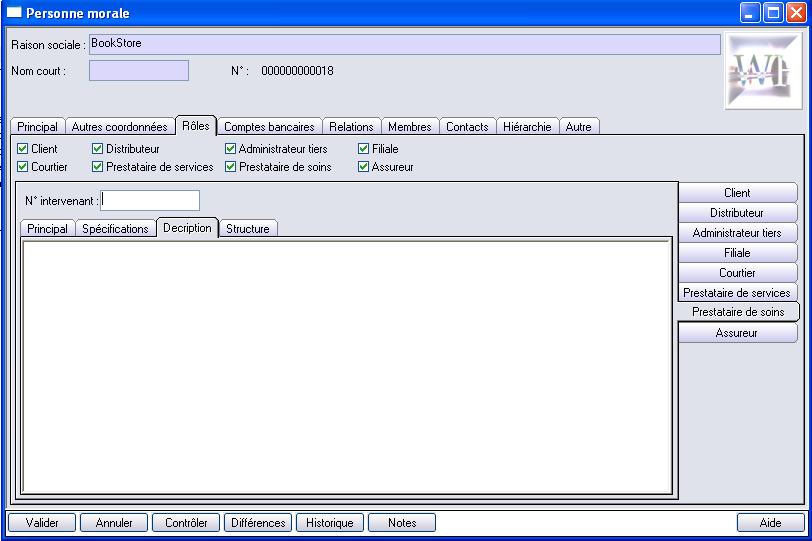 Personne morale
Raison sociale : BookStore
Nom court : N° : 000000000018
Principal Autres coordonnées Rôles Comptes bancaires Relations Membres Contacts Hiérarchie Autre
Client Distributeur Administrateur tiers Filiale
Courtier Prestataire de services Prestataire de soins Assureur
N° intervenant :
Principal Spécifications Decription Structure
Client
Distributeur
Administrateur tiers
Filiale
Courtier
Prestataire de services
Prestataire de soins
Assureur
Valider Annuler Contrôler Différences Historique Notes Aide